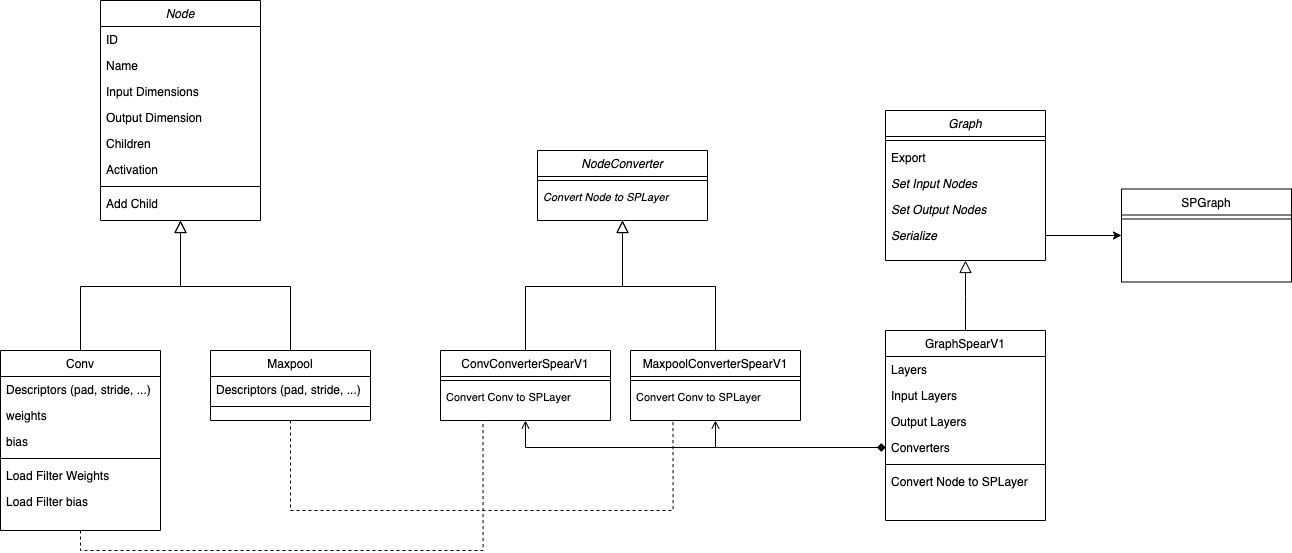 Node
ID
Name
Input Dimensions
Output Dimension
Children
Activation
Add Child
Conv
Descriptors (pad, stride, ...)
weights
bias
Load Filter Weights
Load Filter bias
Maxpool
Descriptors (pad, stride, ...)
NodeConverter
Convert Node to SPLayer
ConvConverterSpearV1
Convert Conv to SPLayer
MaxpoolConverterSpearV1
Convert Conv to SPLayer
Graph
Export
Set Input Nodes
Set Output Nodes
Serialize
GraphSpearV1
Layers
Input Layers
Output Layers
Converters
Convert Node to SPLayer
SPGraph